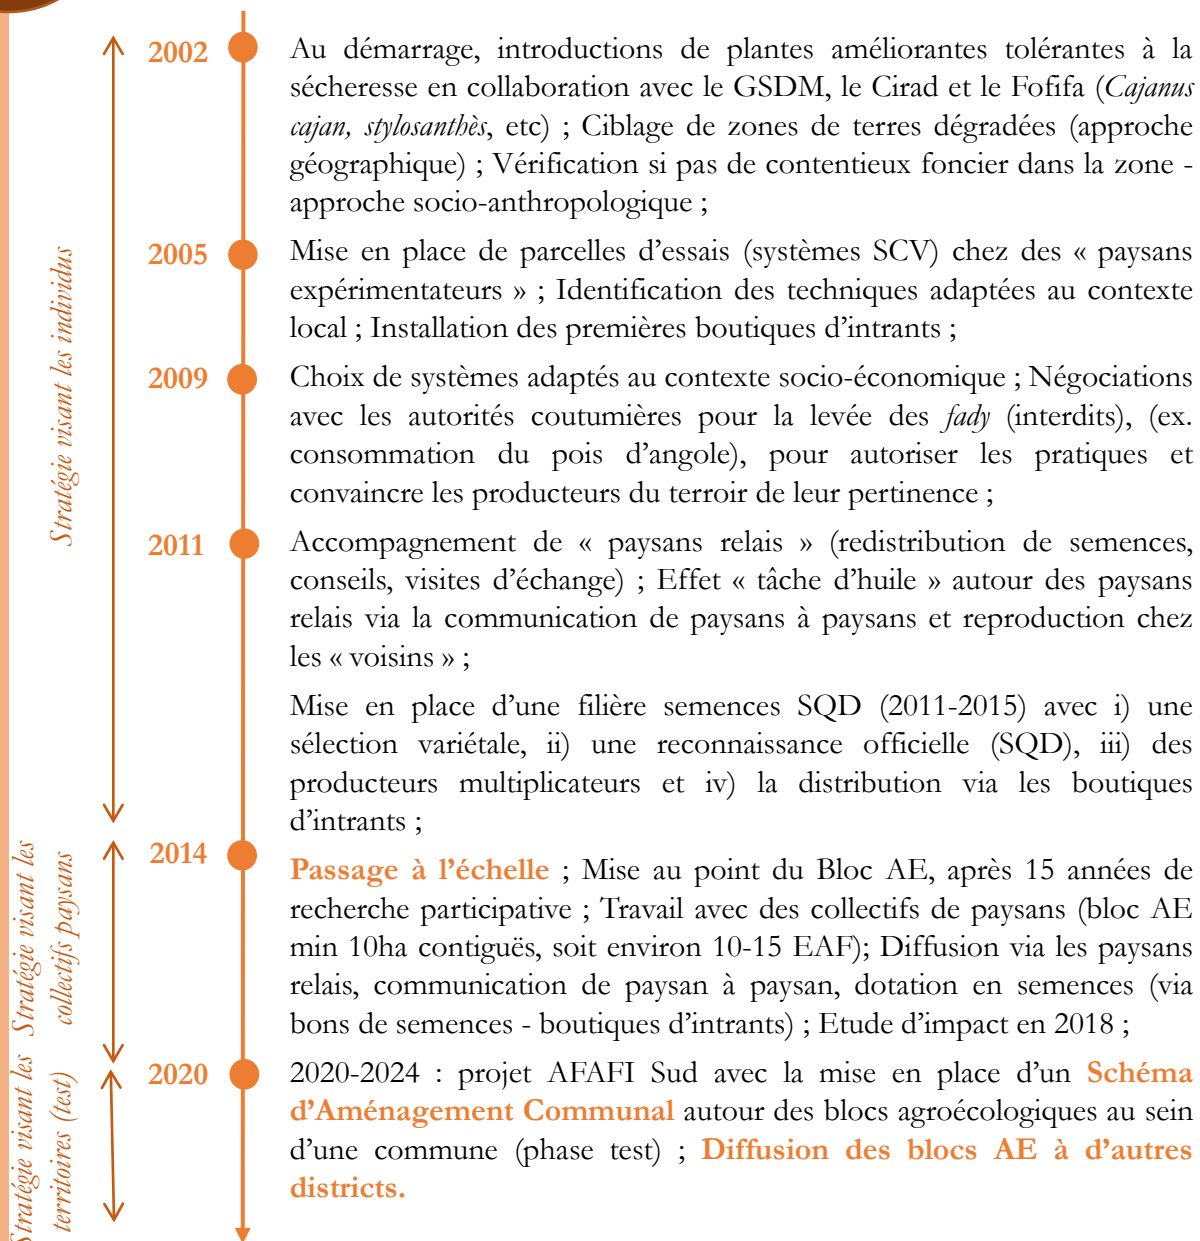 2002
Au démarrage, introductions de plantes améliorantes tolérantes à la
sécheresse en collaboration avec le GSDM, le Cirad et le Fofifa (Cajanus
cajan, stylosanthès, etc) ; Ciblage de zones de terres dégradées (approche
géographique) ; Vérification si pas de contentieux foncier dans la zone -
approche socio-anthropologique ;
Stratégie visant les individus
2005
Mise en place de parcelles d'essais (systèmes SCV) chez des « paysans
expérimentateurs » ; Identification des techniques adaptées au contexte
local ; Installation des premières boutiques d'intrants ;
2009
Choix de systèmes adaptés au contexte socio-économique ; Négociations
avec les autorités coutumières pour la levée des fady (interdits), (ex.
consommation du pois d'angole), pour autoriser les pratiques et
convaincre les producteurs du terroir de leur pertinence ;
2011
Accompagnement de « paysans relais » (redistribution de semences,
conseils, visites d'échange) ; Effet « tâche d'huile » autour des paysans
relais via la communication de paysans à paysans et reproduction chez
les « voisins » ;
Mise en place d'une filière semences SQD (2011-2015) avec i) une
sélection variétale, ii) une reconnaissance officielle (SQD), iii) des
producteurs multiplicateurs et iv) la distribution via les boutiques
d'intrants ;
Stratégie visant les
collectifs paysans
2014
Passage à l'échelle ; Mise au point du Bloc AE, après 15 années de
recherche participative ; Travail avec des collectifs de paysans (bloc AE
min 10ha contiguës, soit environ 10-15 EAF); Diffusion via les paysans
relais, communication de paysan à paysan, dotation en semences (via
bons de semences - boutiques d'intrants) ; Etude d'impact en 2018 ;
Stratégie visant les
territoires (test)
2020
2020-2024 : projet AFAFI Sud avec la mise en place d'un Schéma
d'Aménagement Communal autour des blocs agroécologiques au sein
d'une commune (phase test) ; Diffusion des blocs AE à d'autres
districts.